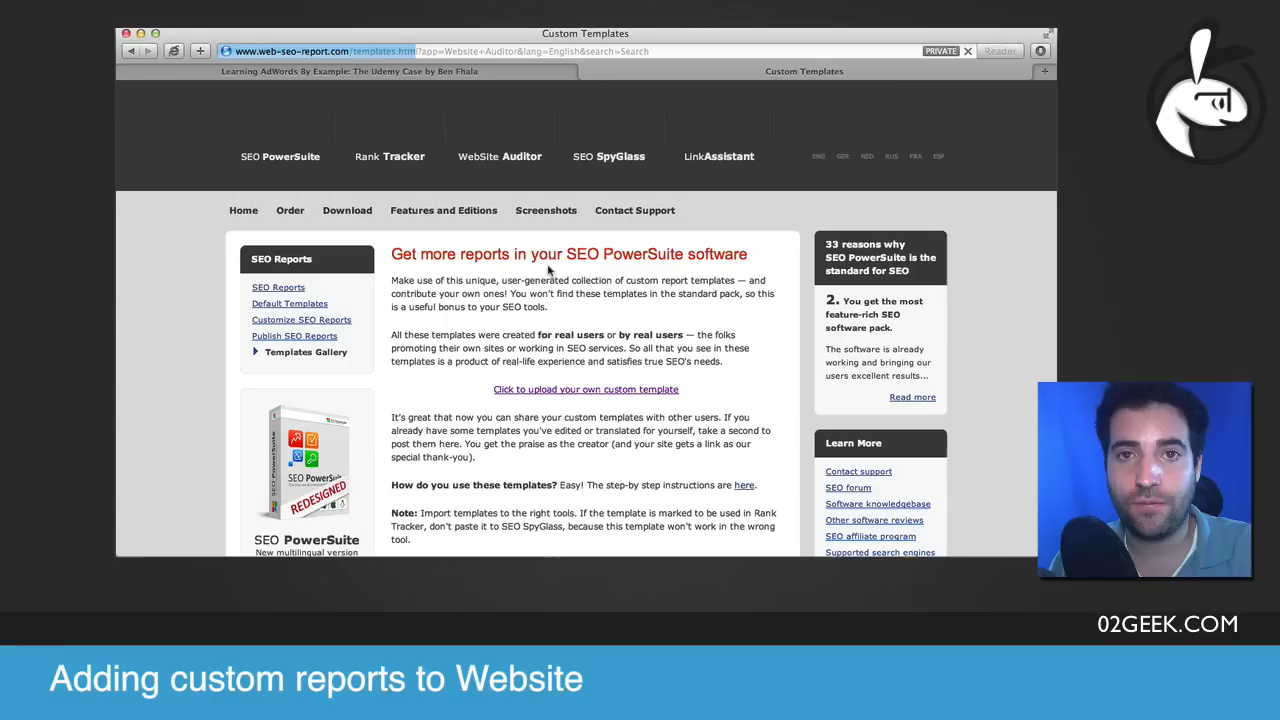 Custom Templates
www.web-seo-report.com/templates.htm?app=Website+Auditor&lang=English&search=Search
PRIVATE
Reader
Learning AdWords By Example: The Udemy Case by Ben Fhala
Custom Templates
SEO PowerSuite
Rank Tracker
WebSite Auditor
SEO SpyGlass
LinkAssistant
ENG GER NED RUS FRA ESP
Home
Order
Download
Features and Editions
Screenshots
Contact Support
SEO Reports
SEO Reports
Default Templates
Customize SEO Reports
Publish SEO Reports
Templates Gallery
SEO PowerSuite
REDESIGNED
SEO PowerSuite
New multilingual version
Get more reports in your SEO PowerSuite software
Make use of this unique, user-generated collection of custom report templates — and
contribute your own ones! You won't find these templates in the standard pack, so this
is a useful bonus to your SEO tools.
All these templates were created for real users or by real users — the folks
promoting their own sites or working in SEO services. So all that you see in these
templates is a product of real-life experience and satisfies true SEO's needs.
Click to upload your own custom template
It's great that now you can share your custom templates with other users. If you
already have some templates you've edited or translated for yourself, take a second to
post them here. You get the praise as the creator (and your site gets a link as our
special thank-you).
How do you use these templates? Easy! The step-by step instructions are here.
Note: Import templates to the right tools. If the template is marked to be used in Rank
Tracker, don't paste it to SEO SpyGlass, because this template won't work in the wrong
tool.
33 reasons why
SEO PowerSuite is the
standard for SEO
2. You get the most
feature-rich SEO
software pack.
The software is already
working and bringing our
users excellent results...
Read more
Learn More
Contact support
SEO forum
Software knowledgebase
Other software reviews
SEO affiliate program
Supported search engines
02GEEK.COM
Adding custom reports to Website